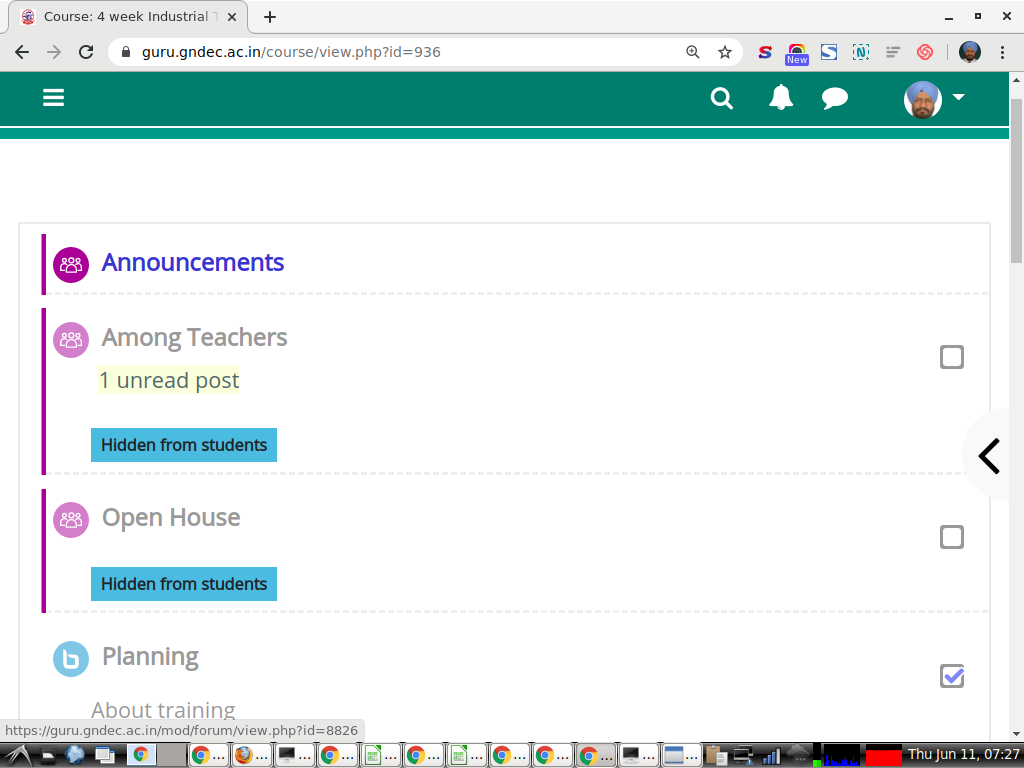 Course: 4 week Industrial T
guru.gndec.ac.in/course/view.php?id=936
New
Announcements
Among Teachers
1 unread post
Hidden from students
Open House
Hidden from students
Planning
About training
https://guru.gndec.ac.in/mod/forum/view.php?id=8826
... ... ... ... ... ... ... ... ... ... ... ...
Thu Jun 11, 07:27